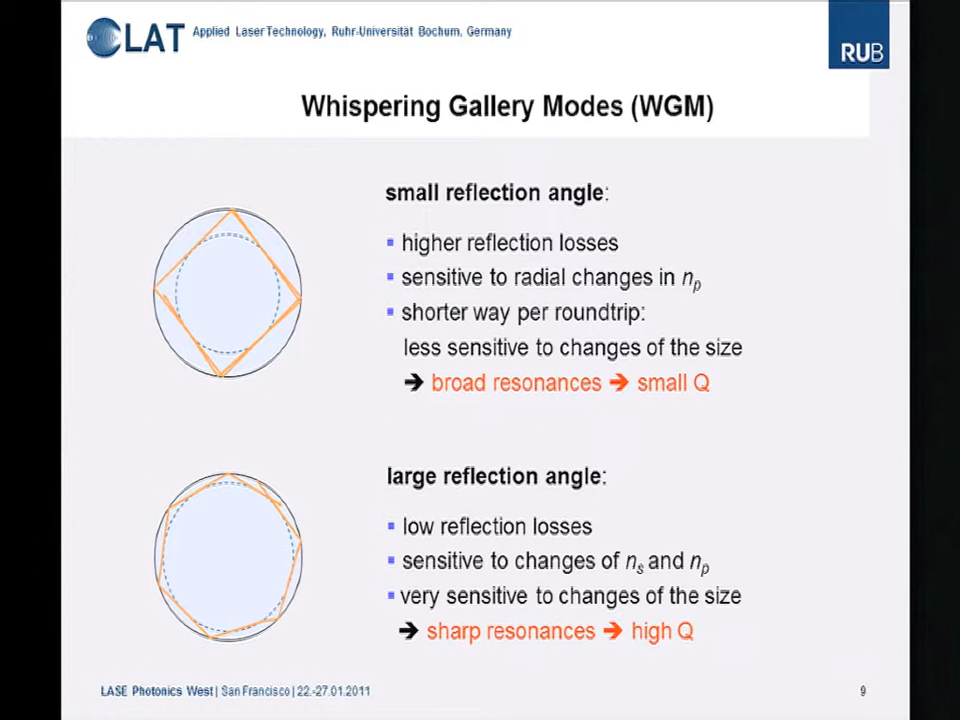 LAT Applied Laser Technology, Ruhr-Universität Bochum, Germany
RUB
Whispering Gallery Modes (WGM)
small reflection angle:
▪ higher reflection losses
▪ sensitive to radial changes in np
▪ shorter way per roundtrip:
less sensitive to changes of the size
➔ broad resonances ➔ small Q
large reflection angle:
▪ low reflection losses
▪ sensitive to changes of ns and np
▪ very sensitive to changes of the size
➔ sharp resonances ➔ high Q
LASE Photonics West | San Francisco | 22.-27.01.2011
9